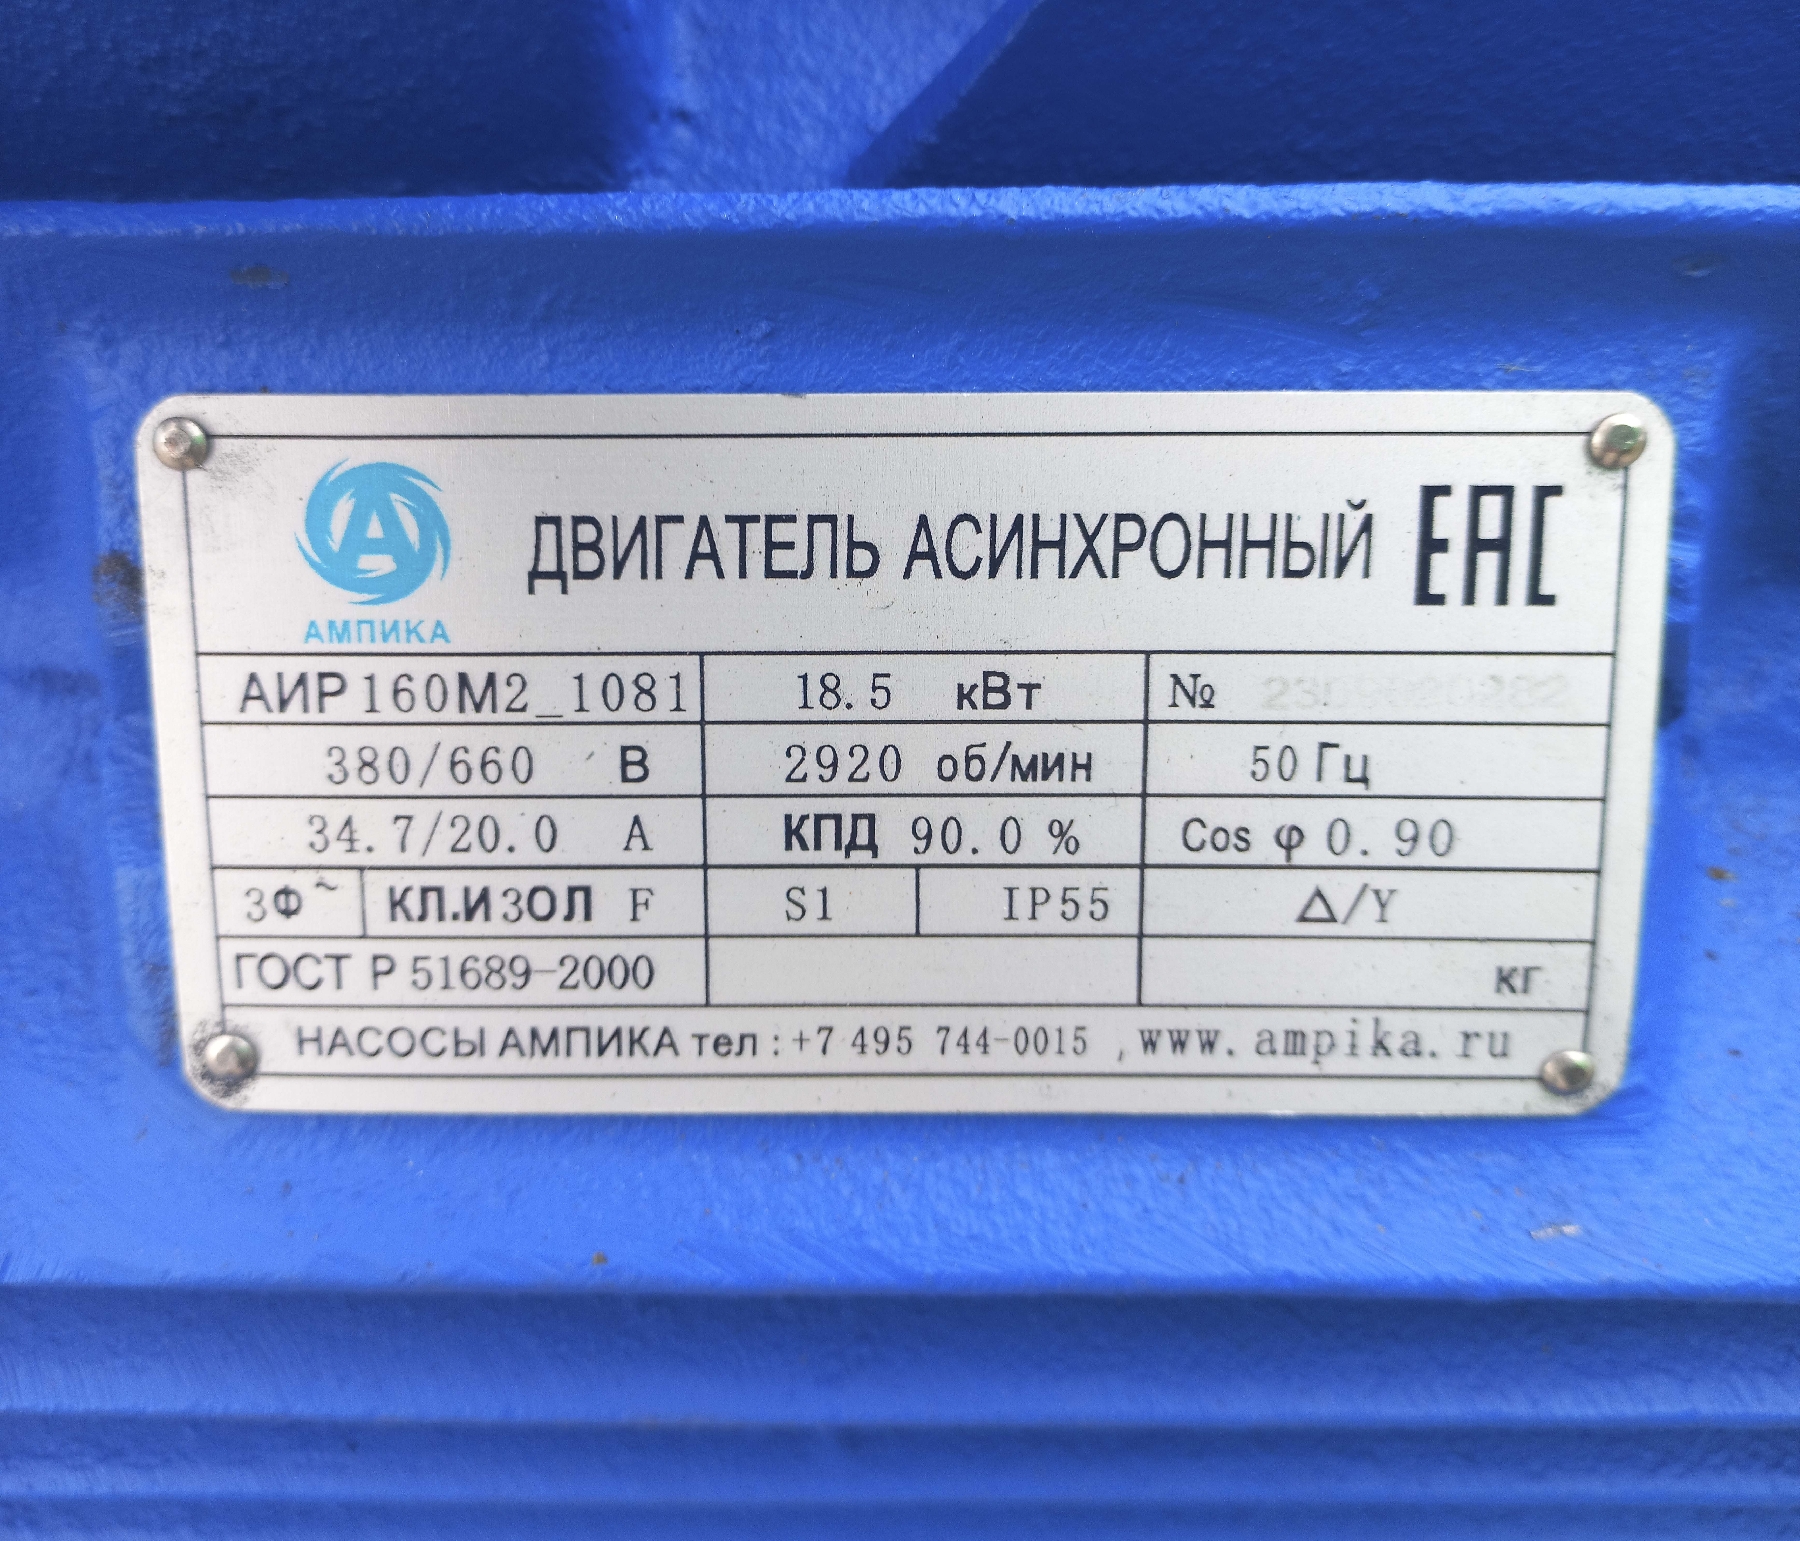 АМПИКА
ДВИГАТЕЛЬ АСИНХРОННЫЙ ЕАС
АИР160М2_1081 18.5 кВт №
380/660 В 2920 об/мин 50 Гц
34.7/20.0 А КПД 90.0 % Cos φ 0.90
3Ф~ КЛ.ИЗОЛ F S1 IP55 Δ/Y
ГОСТ Р 51689-2000 кг
НАСОСЫ АМПИКА тел : +7 495 744-0015 , www.ampika.ru